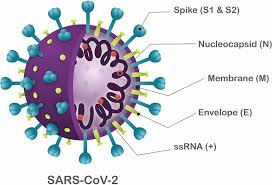 Spike (S1 & S2)
Nucleocapsid (N)
Membrane (M)
Envelope (E)
ssRNA (+)
SARS-CoV-2